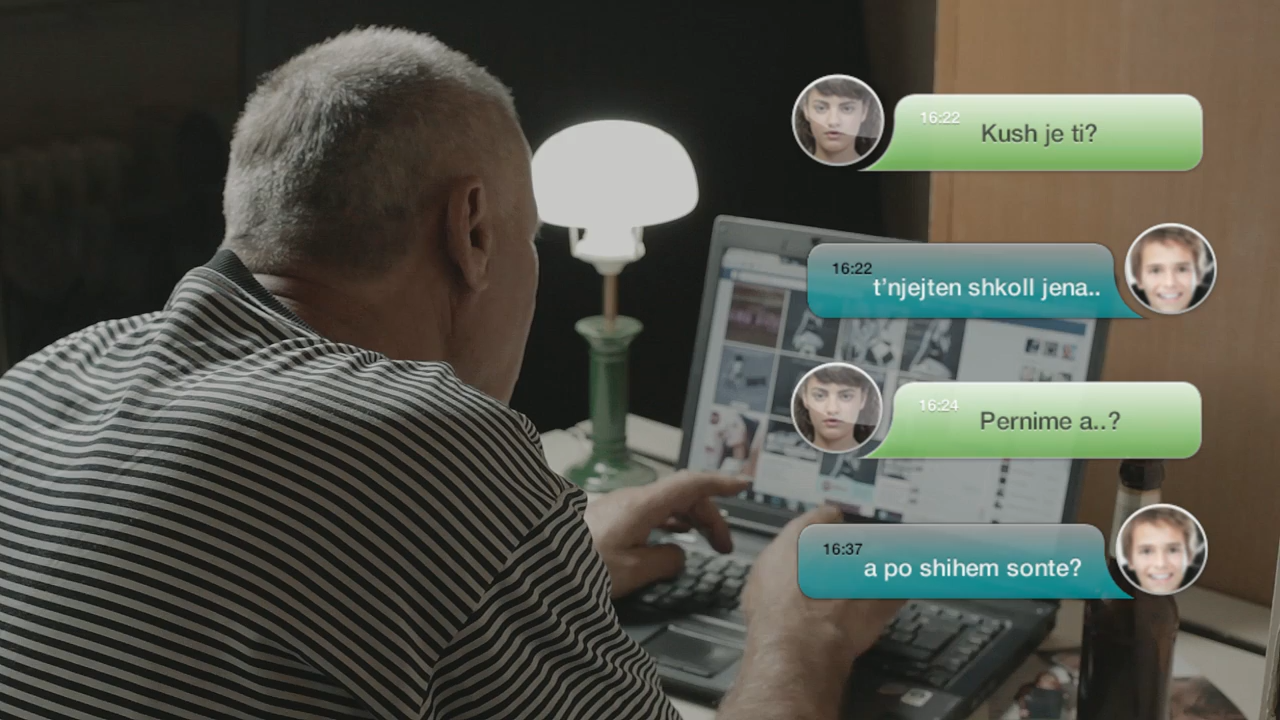 16:22
Kush je ti?
16:22
t'njejten shkoll jena..
16:24
Pernime a..?
16:37
a po shihem sonte?